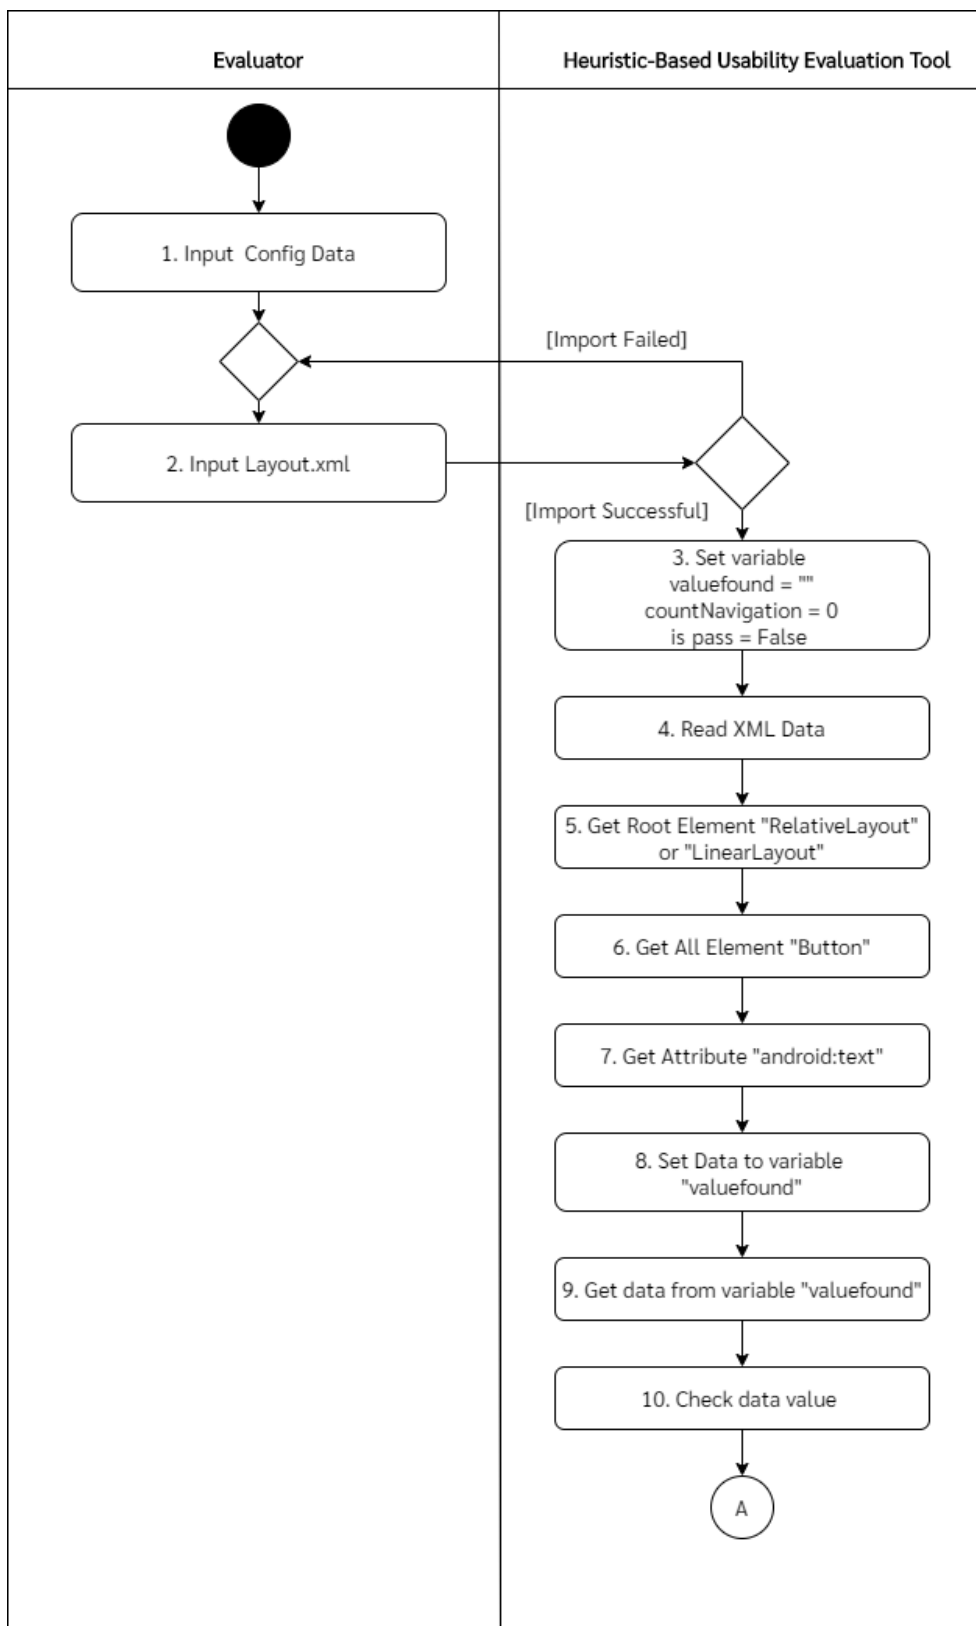 Evaluator
Heuristic-Based Usability Evaluation Tool
1. Input  Config Data
[Import Failed]
2. Input Layout.xml
[Import Successful]
3. Set variable
valuefound = ""
countNavigation = 0
is pass = False
4. Read XML Data
5. Get Root Element "RelativeLayout"
or "LinearLayout"
6. Get All Element "Button"
7. Get Attribute "android:text"
8. Set Data to variable
"valuefound"
9. Get data from variable "valuefound"
10. Check data value
A